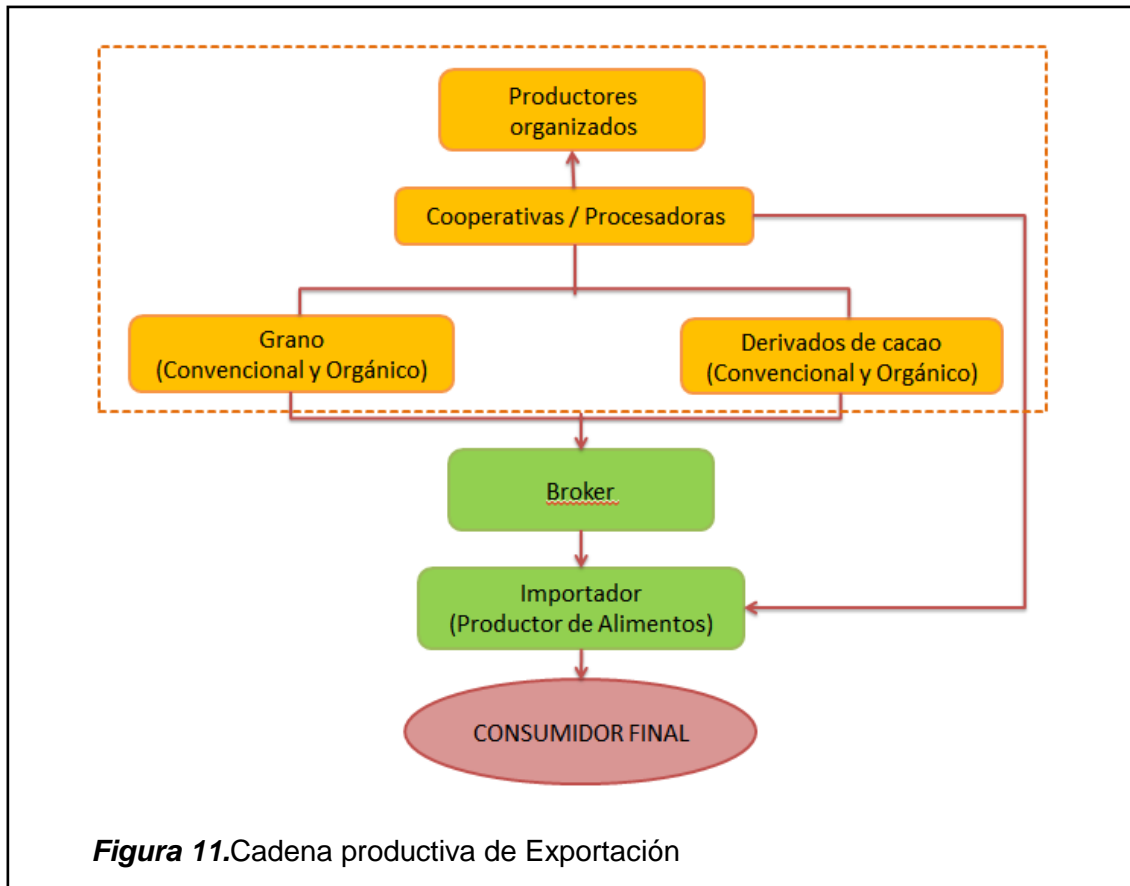 Productores
organizados
Cooperativas / Procesadoras
Grano
(Convencional y Orgánico)
Derivados de cacao
(Convencional y Orgánico)
Broker
Importador
(Productor de Alimentos)
CONSUMIDOR FINAL
Figura 11.Cadena productiva de Exportación